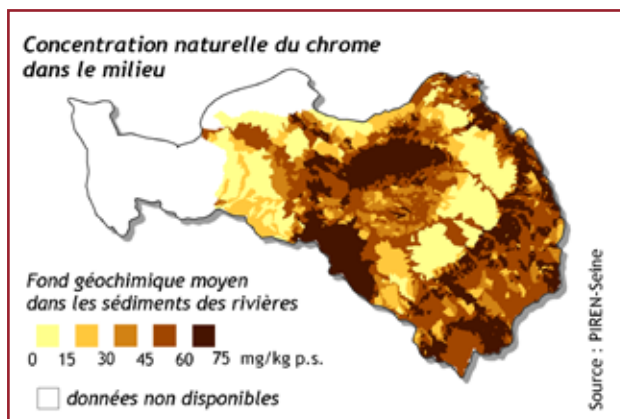 Concentration naturelle du chrome
dans le milieu
Fond géochimique moyen
dans les sédiments des rivières
0 15 30 45 60 75 mg/kg p.s.
données non disponibles
Source : PIREN-Seine